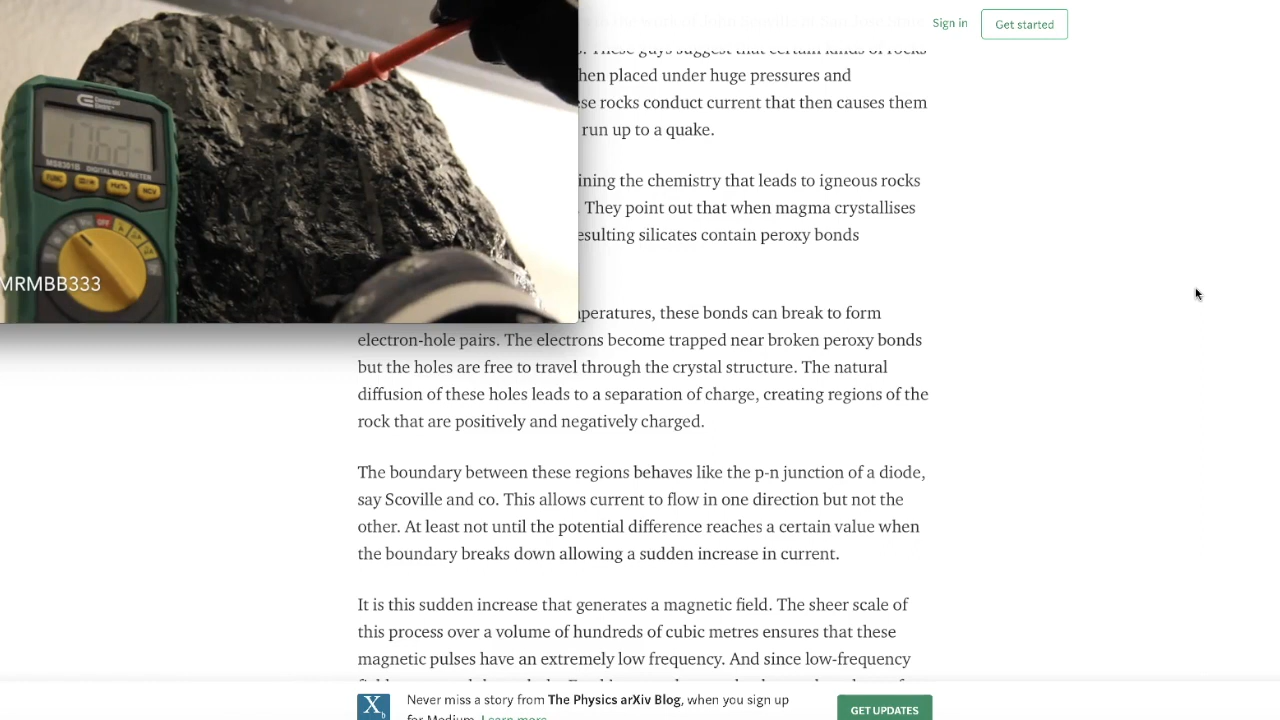 Sign in
Get started
. These guys suggest that certain kinds of rocks
hen placed under huge pressures and
ese rocks conduct current that then causes them
run up to a quake.
ining the chemistry that leads to igneous rocks
. They point out that when magma crystallises
esulting silicates contain peroxy bonds
peratures, these bonds can break to form
electron-hole pairs. The electrons become trapped near broken peroxy bonds
but the holes are free to travel through the crystal structure. The natural
diffusion of these holes leads to a separation of charge, creating regions of the
rock that are positively and negatively charged.
The boundary between these regions behaves like the p-n junction of a diode,
say Scoville and co. This allows current to flow in one direction but not the
other. At least not until the potential difference reaches a certain value when
the boundary breaks down allowing a sudden increase in current.
It is this sudden increase that generates a magnetic field. The sheer scale of
this process over a volume of hundreds of cubic metres ensures that these
magnetic pulses have an extremely low frequency. And since low-frequency
Never miss a story from The Physics arXiv Blog, when you sign up
for Medium. Learn more
GET UPDATES
X
b
Commercial Electric
1762
MS8301B DIGITAL MULTIMETER
FUNC
NCV
OFF
MRMBB333